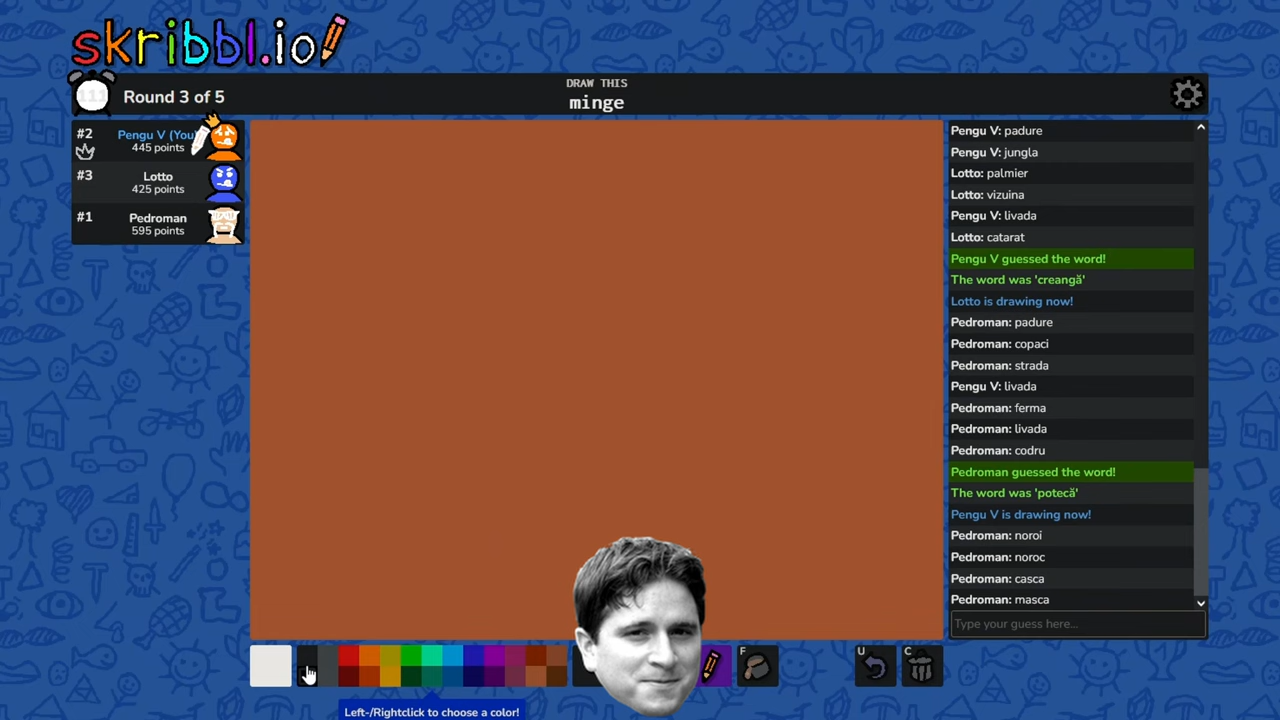 skribbl.io
DRAW THIS
Round 3 of 5
minge
#2
Pengu V (You
445 points
#3
Lotto
425 points
#1
Pedroman
595 points
Pengu V: padure
Pengu V: jungla
Lotto: palmier
Lotto: vizuina
Pengu V: livada
Lotto: catarat
Pengu V guessed the word!
The word was 'creangă'
Lotto is drawing now!
Pedroman: padure
Pedroman: copaci
Pedroman: strada
Pengu V: livada
Pedroman: ferma
Pedroman: livada
Pedroman: codru
Pedroman guessed the word!
The word was 'potecă'
Pengu V is drawing now!
Pedroman: noroi
Pedroman: noroc
Pedroman: casca
Pedroman: masca
Type your guess here...
F
U
C
Left-/Rightclick to choose a color!